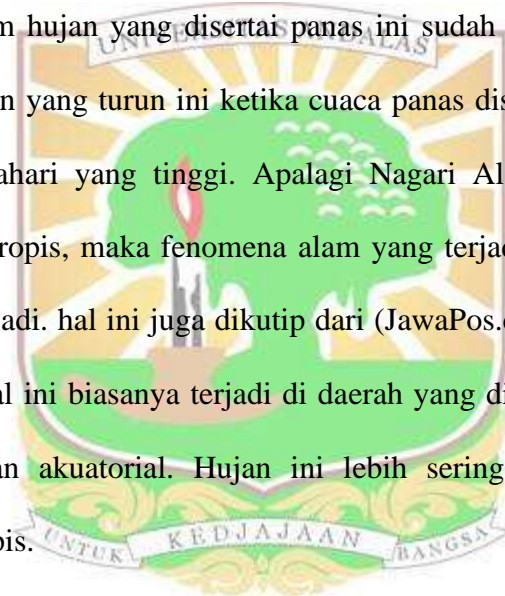 m hujan yang disertai panas ini sudah
UNIVERSITAS ANDALAS
n yang turun ini ketika cuaca panas dis
ahari yang tinggi. Apalagi Nagari Al
ropis, maka fenomena alam yang terjad
adi. hal ini juga dikutip dari (JawaPos.c
al ini biasanya terjadi di daerah yang di
an akuatorial. Hujan ini lebih sering
pis.
UNTUK KEDJAJAAN BANGSA